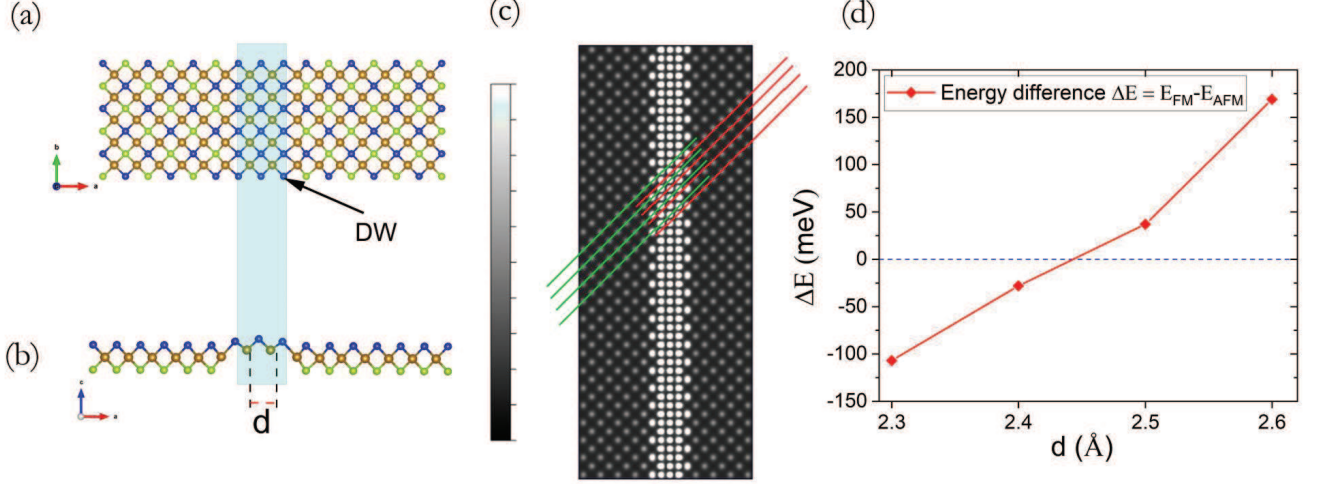 (a)
b
a
DW
(b)
c
a
d
(c)
(d)
Energy difference ΔE = E_FM-E_AFM
200
150
100
50
0
-50
-100
-150
ΔE (meV)
2.3
2.4
2.5
2.6
d (Å)